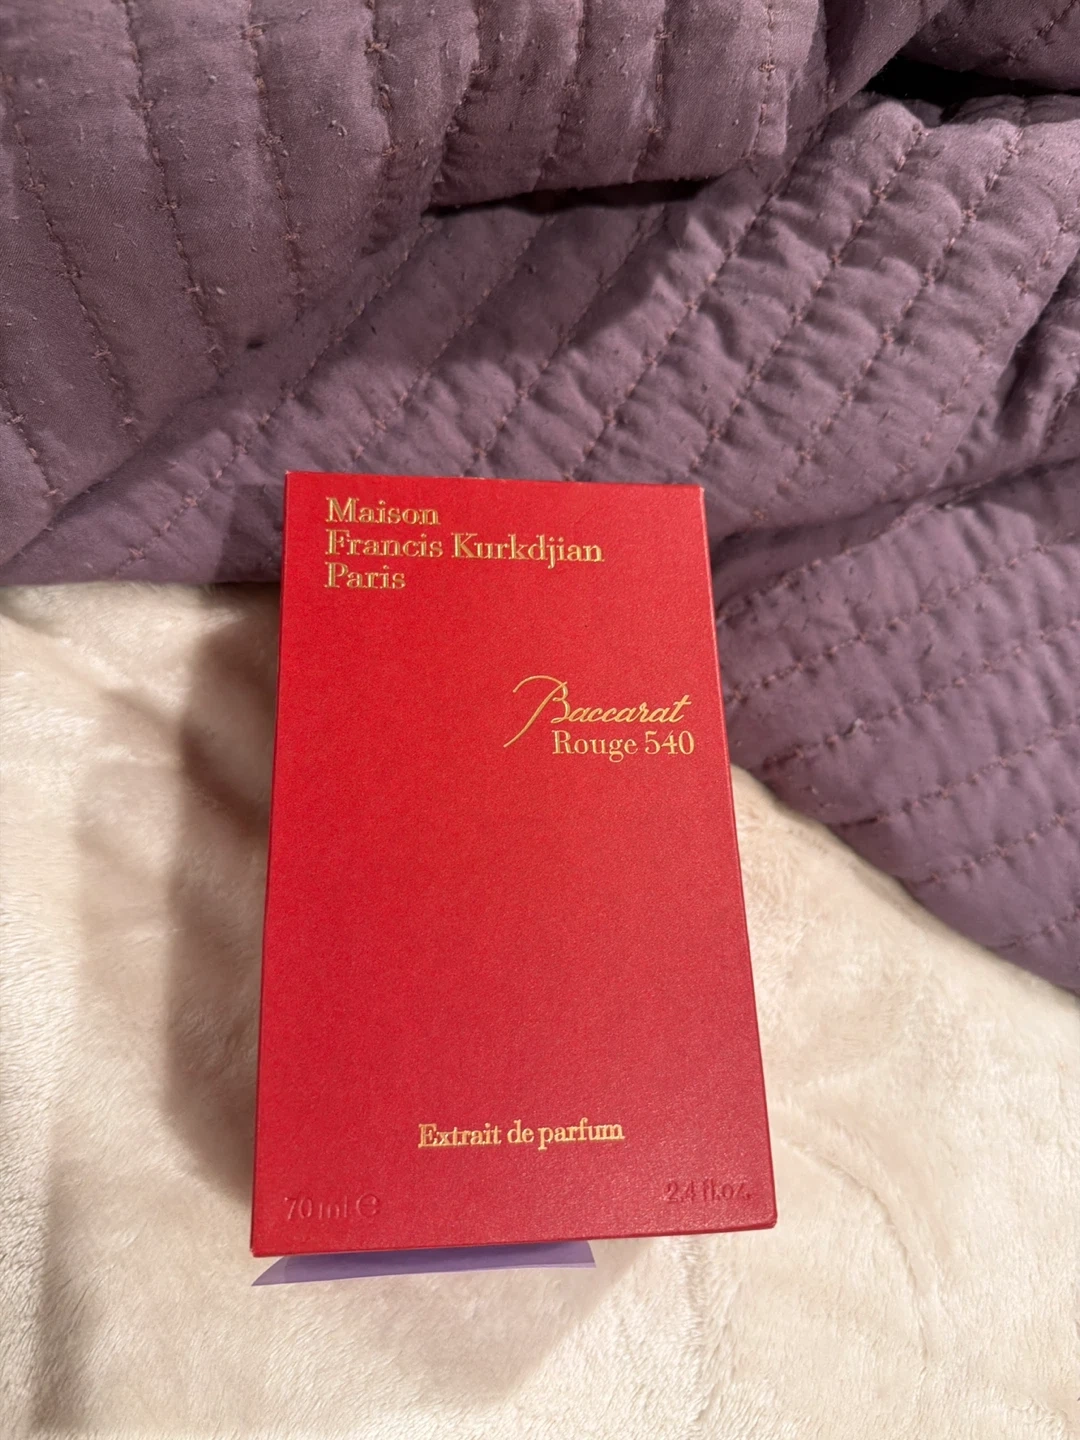 Maison
Francis Kurkdjian
Paris
Baccarat
Rouge 540
Extrait de parfum
70 ml ℮
2.4 fl.oz.